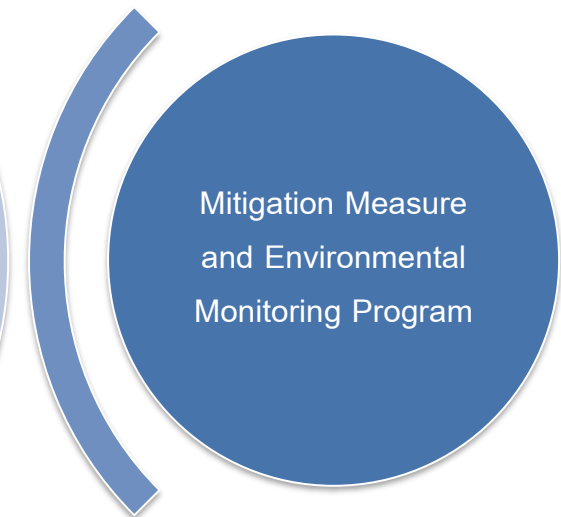 Mitigation Measure
and Environmental
Monitoring Program